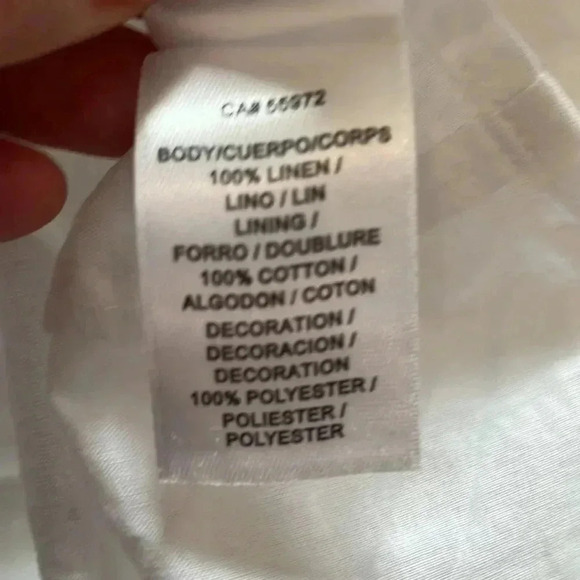 CA# 55972
BODY/CUERPO/CORPS
100% LINEN /
LINO / LIN
LINING /
FORRO / DOUBLURE
100% COTTON /
ALGODON / COTON
DECORATION /
DECORACION /
DECORATION
100% POLYESTER /
POLIESTER /
POLYESTER